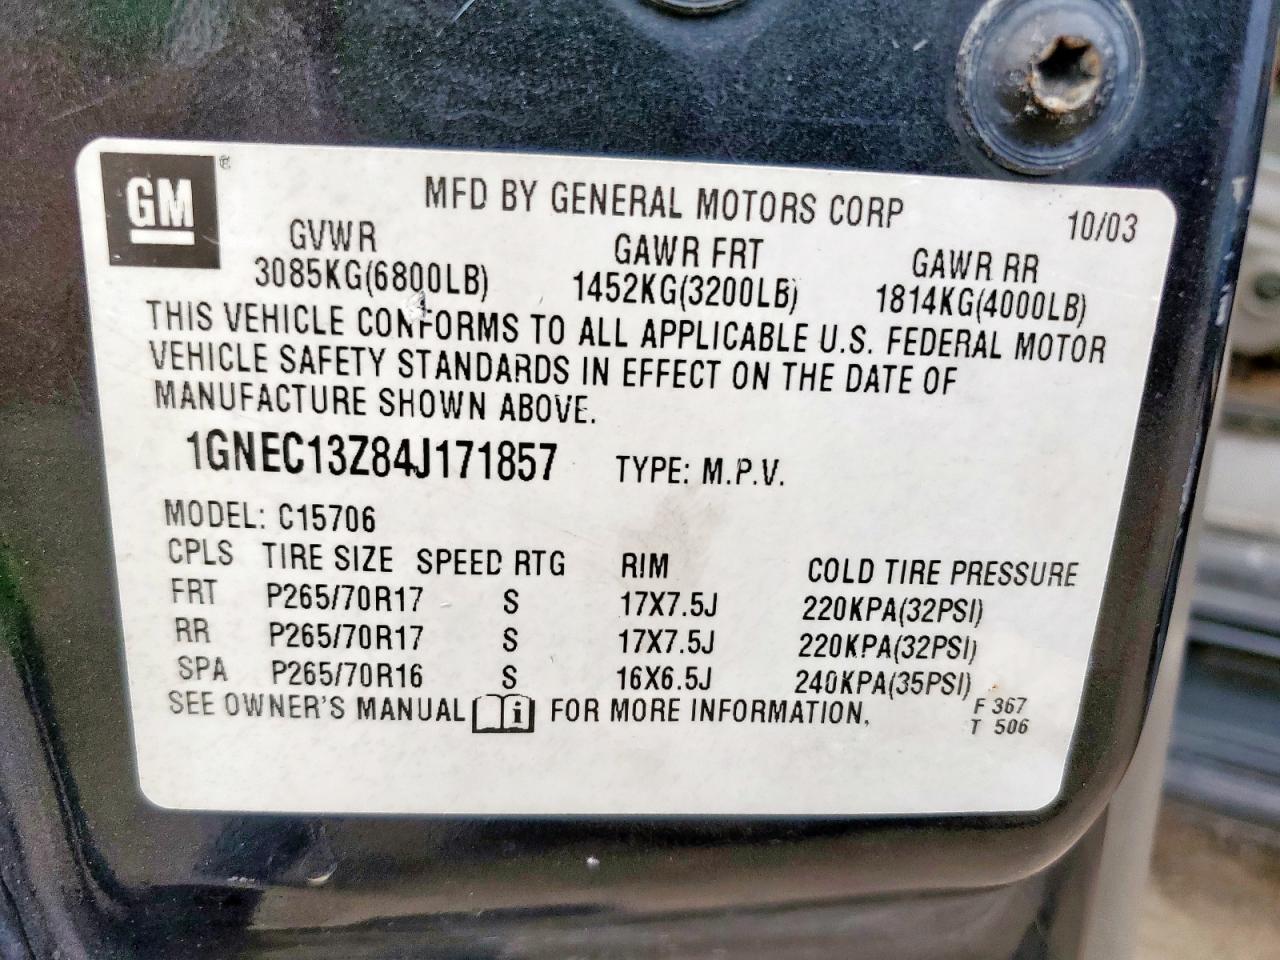 GM ®
MFD BY GENERAL MOTORS CORP
10/03
GVWR GAWR FRT GAWR RR
3085KG(6800LB) 1452KG(3200LB) 1814KG(4000LB)
THIS VEHICLE CONFORMS TO ALL APPLICABLE U.S. FEDERAL MOTOR
VEHICLE SAFETY STANDARDS IN EFFECT ON THE DATE OF
MANUFACTURE SHOWN ABOVE.
1GNEC13Z84J171857 TYPE: M.P.V.
MODEL: C15706
CPLS TIRE SIZE SPEED RTG RIM COLD TIRE PRESSURE
FRT P265/70R17 S 17X7.5J 220KPA(32PSI)
RR P265/70R17 S 17X7.5J 220KPA(32PSI)
SPA P265/70R16 S 16X6.5J 240KPA(35PSI)
SEE OWNER'S MANUAL i FOR MORE INFORMATION.
F 367
T 506